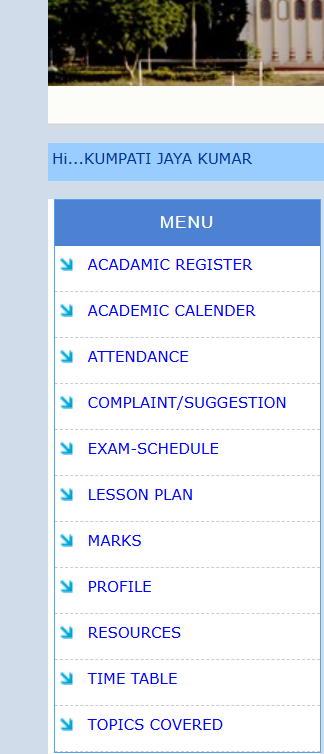 Hi...KUMPATI JAYA KUMAR
MENU
ACADAMIC REGISTER
ACADEMIC CALENDER
ATTENDANCE
COMPLAINT/SUGGESTION
EXAM-SCHEDULE
LESSON PLAN
MARKS
PROFILE
RESOURCES
TIME TABLE
TOPICS COVERED